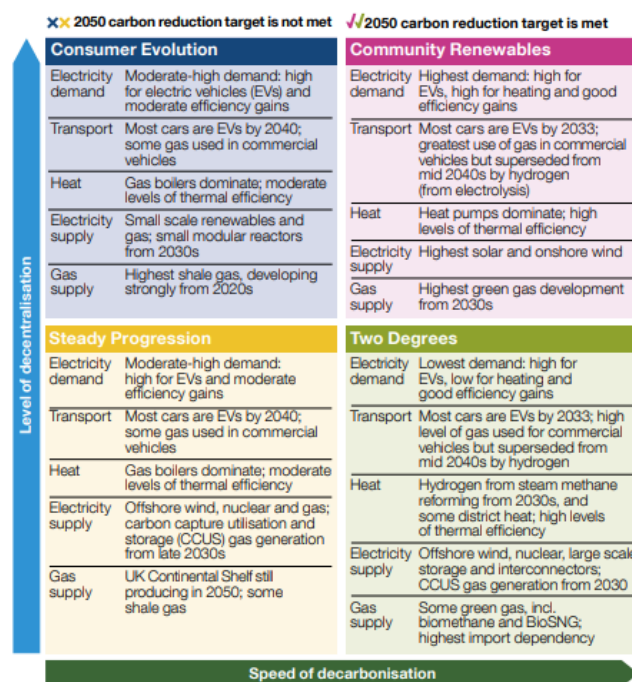 2050 carbon reduction target is not met
2050 carbon reduction target is met
Level of decentralisation
Consumer Evolution
Electricity demand
Moderate-high demand: high
for electric vehicles (EVs) and
moderate efficiency gains
Transport
Most cars are EVs by 2040;
some gas used in commercial
vehicles
Heat
Gas boilers dominate; moderate
levels of thermal efficiency
Electricity supply
Small scale renewables and
gas; small modular reactors
from 2030s
Gas supply
Highest shale gas, developing
strongly from 2020s
Community Renewables
Electricity demand
Highest demand: high for
EVs, high for heating and good
efficiency gains
Transport
Most cars are EVs by 2033;
greatest use of gas in commercial
vehicles but superseded from
mid 2040s by hydrogen
(from electrolysis)
Heat
Heat pumps dominate; high
levels of thermal efficiency
Electricity supply
Highest solar and onshore wind
Gas supply
Highest green gas development
from 2030s
Steady Progression
Electricity demand
Moderate-high demand:
high for EVs and moderate
efficiency gains
Transport
Most cars are EVs by 2040;
some gas used in commercial
vehicles
Heat
Gas boilers dominate; moderate
levels of thermal efficiency
Electricity supply
Offshore wind, nuclear and gas;
carbon capture utilisation and
storage (CCUS) gas generation
from late 2030s
Gas supply
UK Continental Shelf still
producing in 2050; some
shale gas
Two Degrees
Electricity demand
Lowest demand: high for
EVs, low for heating and
good efficiency gains
Transport
Most cars are EVs by 2033; high
level of gas used for commercial
vehicles but superseded from
mid 2040s by hydrogen
Heat
Hydrogen from steam methane
reforming from 2030s, and
some district heat; high levels
of thermal efficiency
Electricity supply
Offshore wind, nuclear, large scale
storage and interconnectors;
CCUS gas generation from 2030
Gas supply
Some green gas, incl.
biomethane and BioSNG;
highest import dependency
Speed of decarbonisation